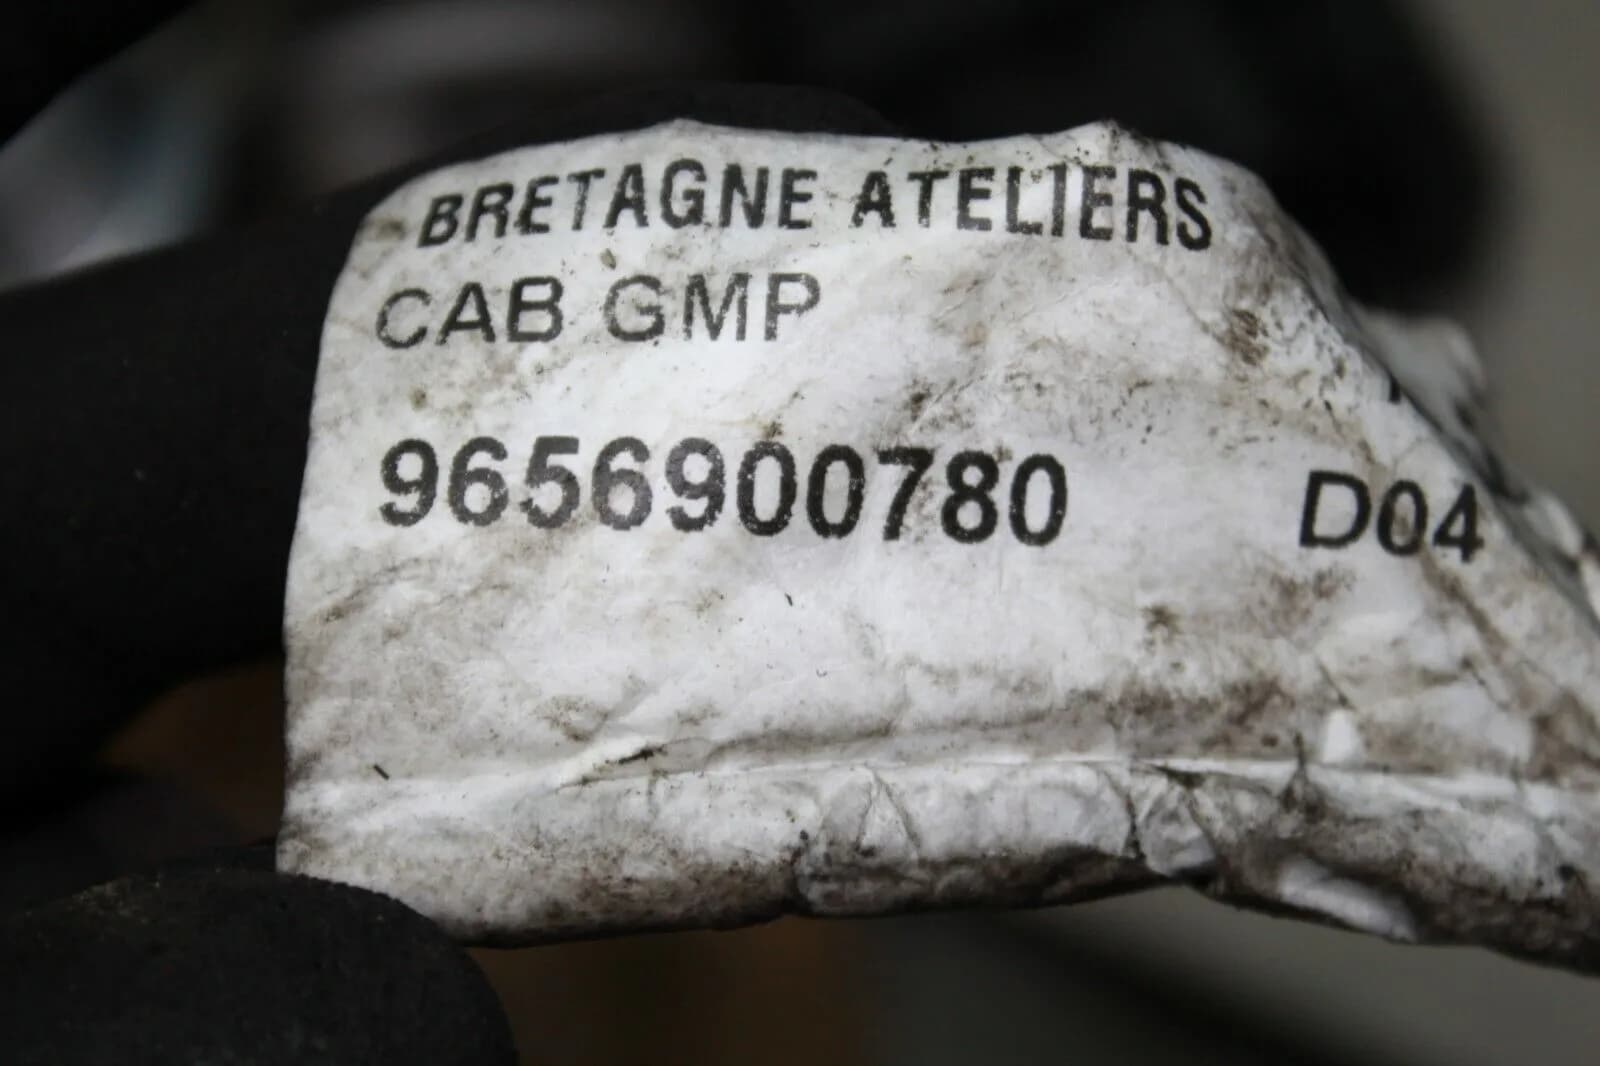 BRETAGNE ATELIERS
CAB GMP
9656900780 D04